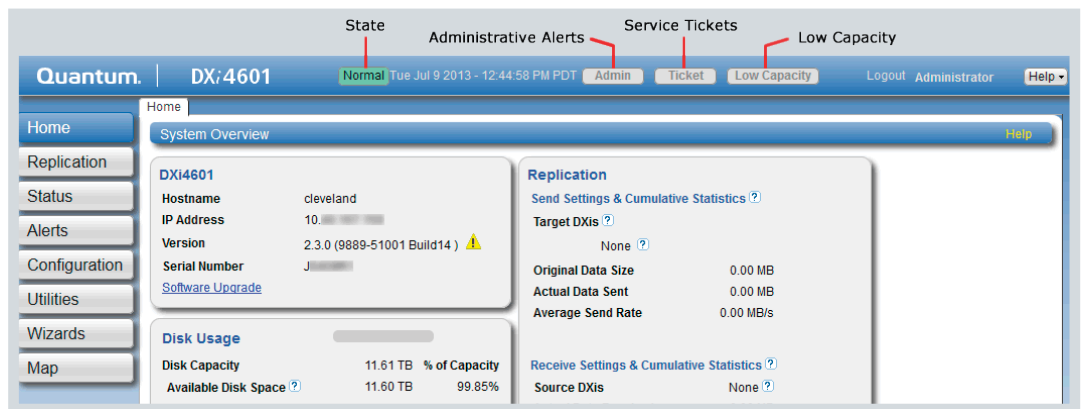 State
Administrative Alerts
Service Tickets
Low Capacity
Quantum. DXi4601 Normal Tue Jul 9 2013 - 12:44:58 PM PDT Admin Ticket Low Capacity Logout Administrator Help
Home
System Overview Help
Home
Replication
Status
Alerts
Configuration
Utilities
Wizards
Map
DXi4601
Hostname cleveland
IP Address 10.
Version 2.3.0 (9889-51001 Build14 )
Serial Number J
Software Upgrade
Disk Usage
Disk Capacity 11.61 TB % of Capacity
Available Disk Space ? 11.60 TB 99.85%
Replication
Send Settings & Cumulative Statistics ?
Target DXis ?
None ?
Original Data Size 0.00 MB
Actual Data Sent 0.00 MB
Average Send Rate 0.00 MB/s
Receive Settings & Cumulative Statistics ?
Source DXis None ?